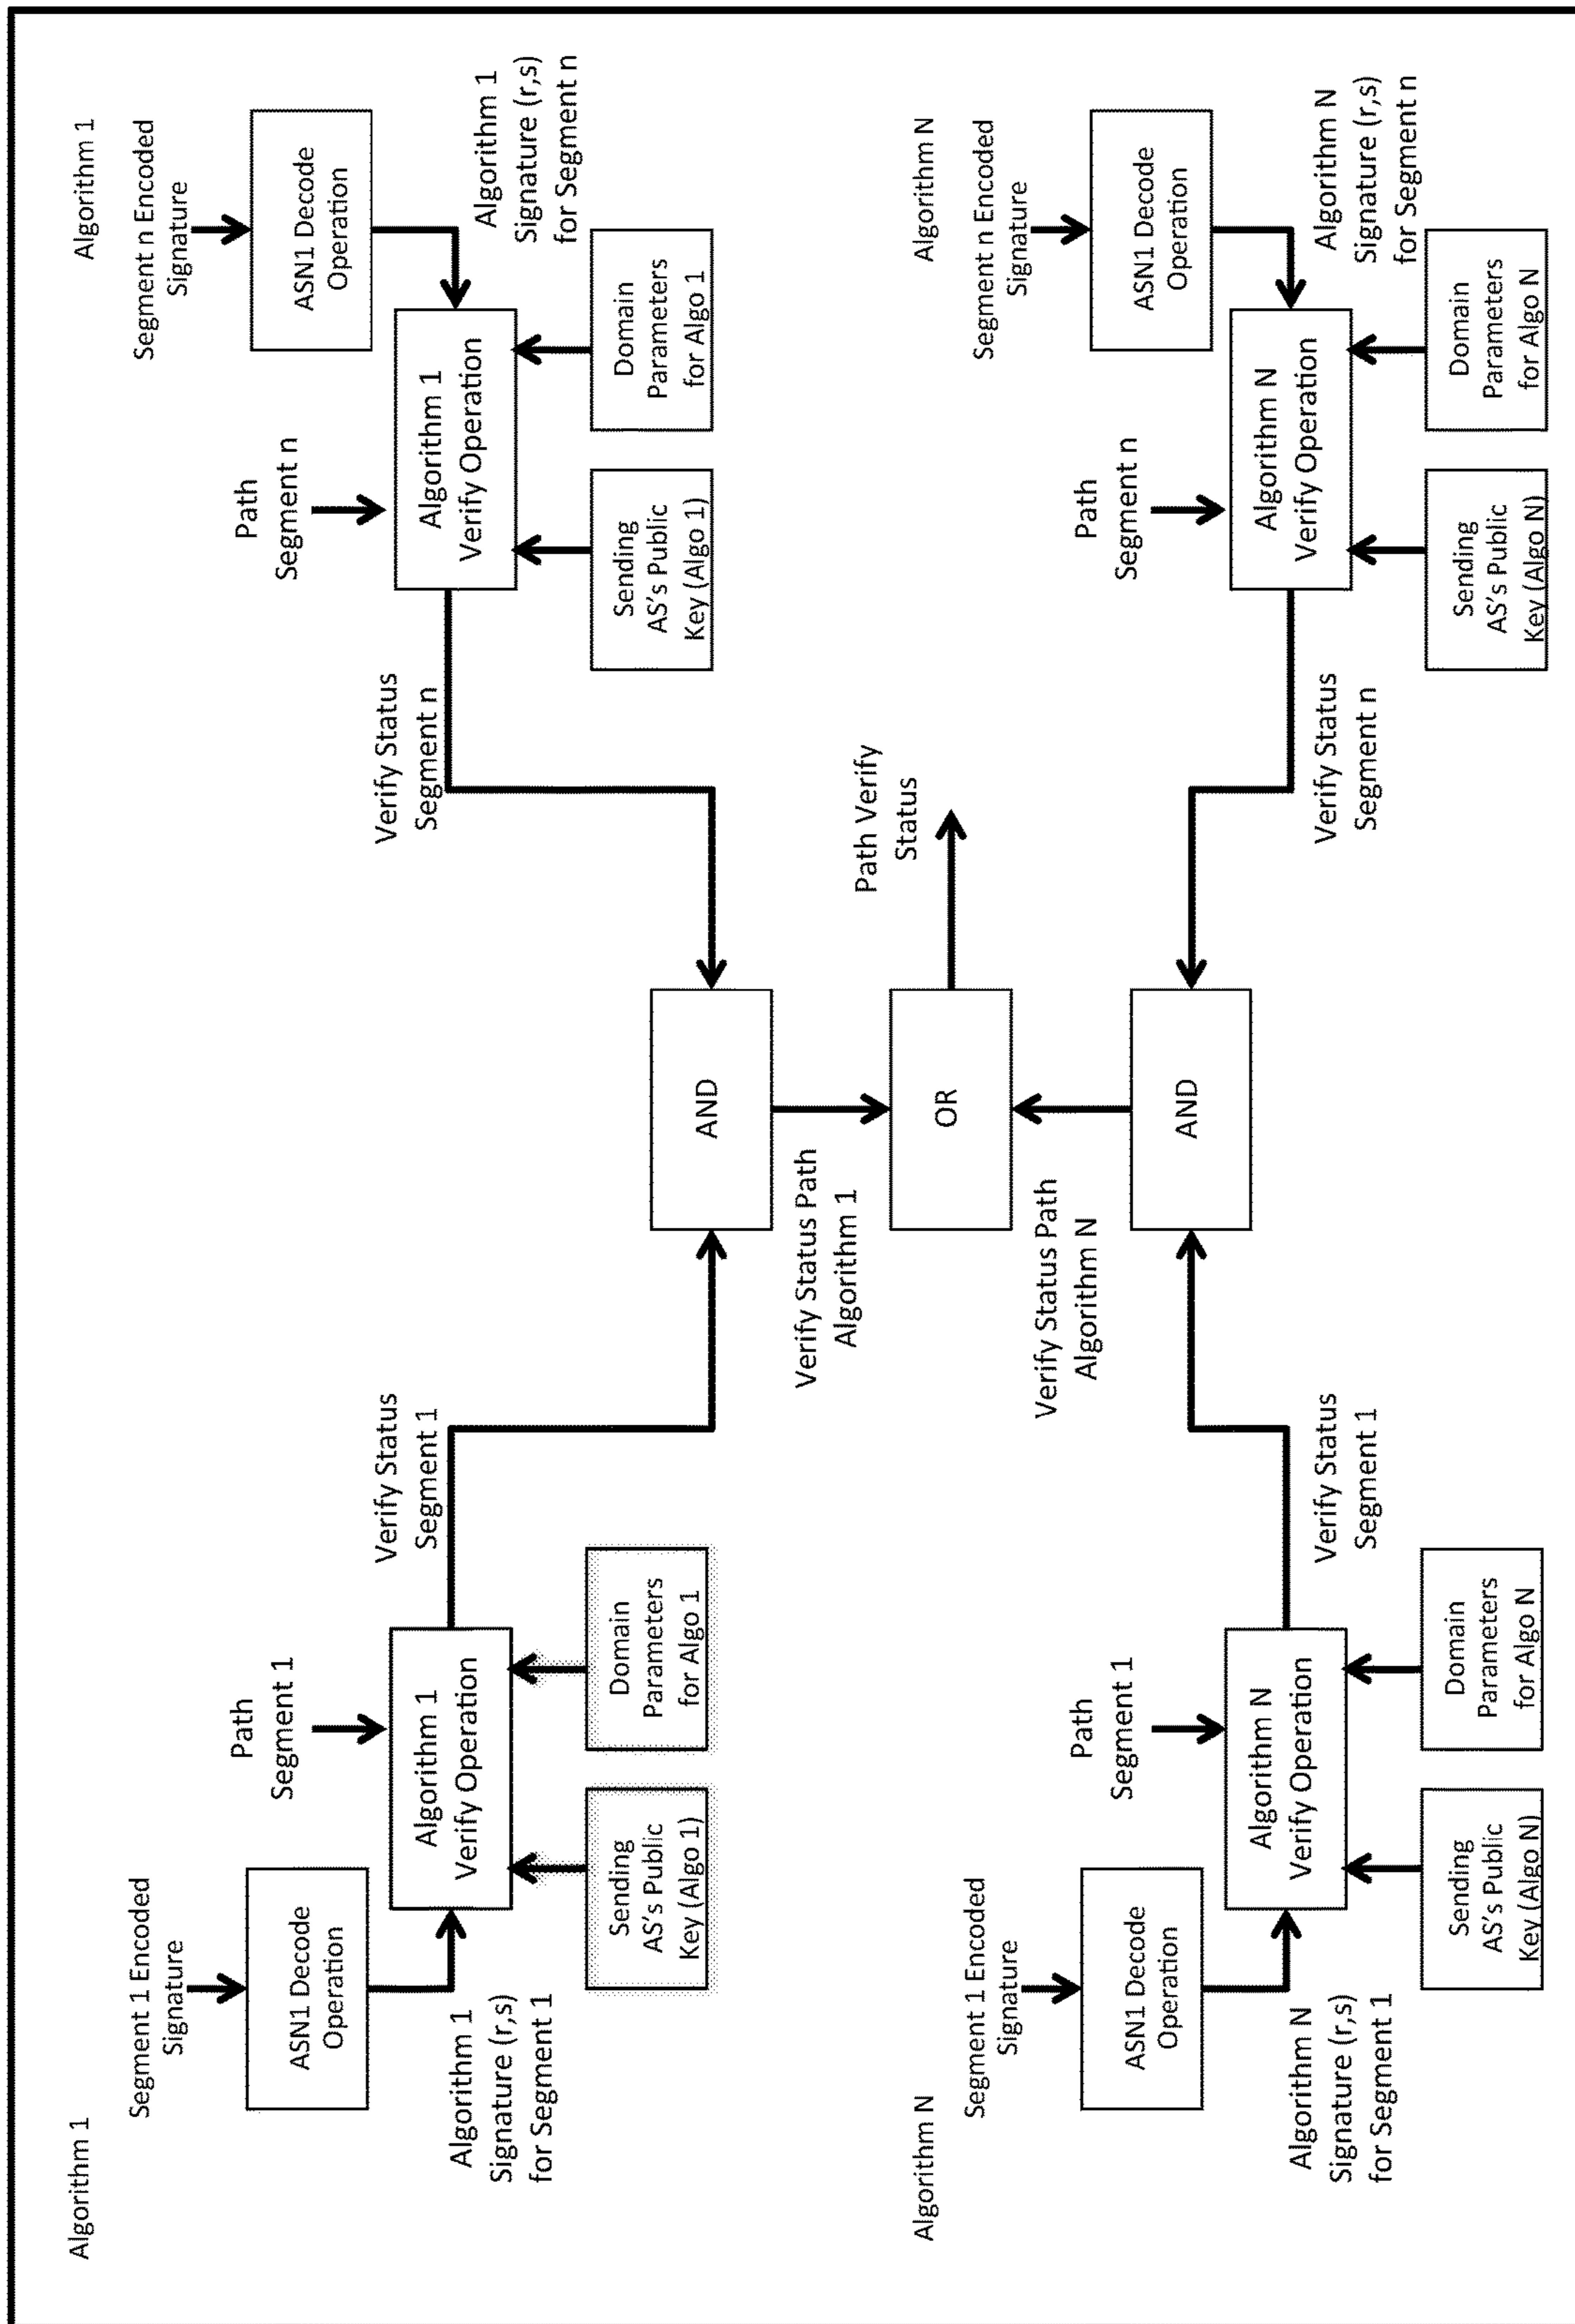 Algorithm 1
Segment 1 Encoded
Signature
ASN1 Decode
Operation
Algorithm 1
Signature (r,s)
for Segment 1
Path
Segment 1
Algorithm 1
Verify Operation
Sending
AS's Public
Key (Algo 1)
Domain
Parameters
for Algo 1
Verify Status
Segment 1
Algorithm 1
Segment n Encoded
Signature
ASN1 Decode
Operation
Algorithm 1
Signature (r,s)
for Segment n
Path
Segment n
Algorithm 1
Verify Operation
Sending
AS's Public
Key (Algo 1)
Domain
Parameters
for Algo 1
Verify Status
Segment n
AND
Verify Status Path
Algorithm 1
OR
Path Verify
Status
Verify Status Path
Algorithm N
AND
Algorithm N
Segment 1 Encoded
Signature
ASN1 Decode
Operation
Algorithm N
Signature (r,s)
for Segment 1
Path
Segment 1
Algorithm N
Verify Operation
Sending
AS's Public
Key (Algo N)
Domain
Parameters
for Algo N
Verify Status
Segment 1
Algorithm N
Segment n Encoded
Signature
ASN1 Decode
Operation
Algorithm N
Signature (r,s)
for Segment n
Path
Segment n
Algorithm N
Verify Operation
Sending
AS's Public
Key (Algo N)
Domain
Parameters
for Algo N
Verify Status
Segment n